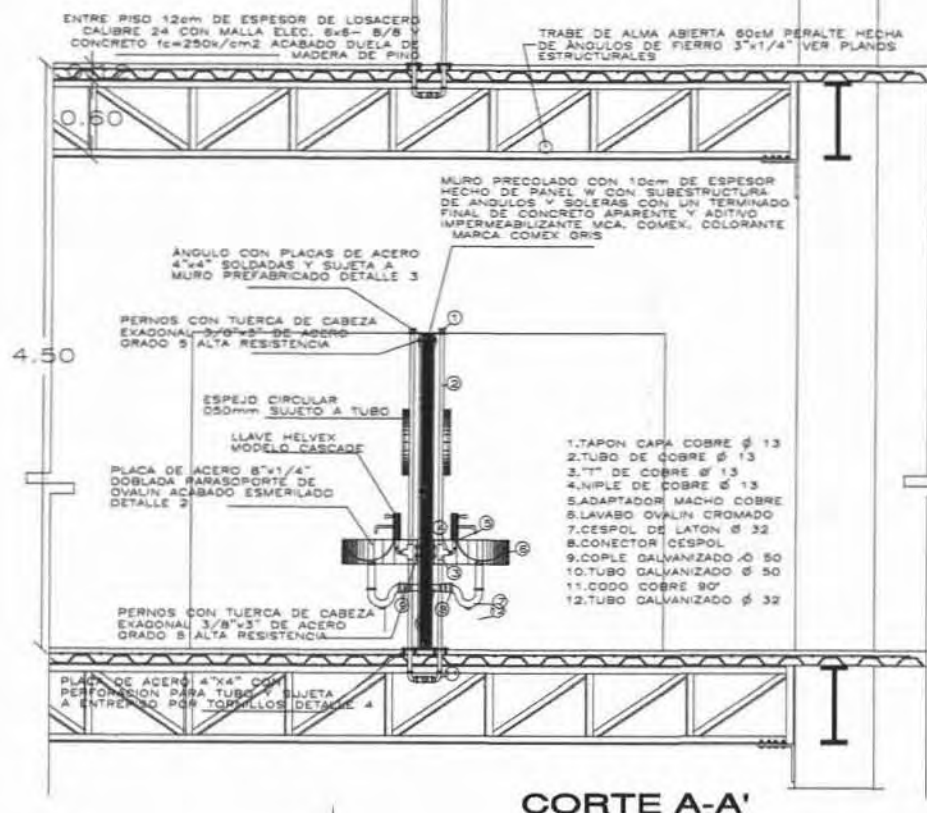 ENTRE PISO 12cm DE ESPESOR DE LOSACERO
CALIBRE 24 CON MALLA ELEC. 6x6- 8/8 Y
CONCRETO fc=250k/cm2 ACABADO DUELA DE
MADERA DE PINO
TRABE DE ALMA ABIERTA 60cM PERALTE HECHA
DE ÁNGULOS DE FIERRO 3"x1/4" VER PLANOS
ESTRUCTURALES
0.60
1
MURO PRECOLADO CON 10cm DE ESPESOR
HECHO DE PANEL W CON SUBESTRUCTURA
DE ANGULOS Y SOLERAS CON UN TERMINADO
FINAL DE CONCRETO APARENTE Y ADITIVO
IMPERMEABILIZANTE MCA. COMEX, COLORANTE
MARCA COMEX GRIS
ÁNGULO CON PLACAS DE ACERO
4"x4" SOLDADAS Y SUJETA A
MURO PREFABRICADO DETALLE 3
PERNOS CON TUERCA DE CABEZA
EXAGONAL 3/8"x3" DE ACERO
GRADO 5 ALTA RESISTENCIA
1
4.50
2
ESPEJO CIRCULAR
O50mm SUJETO A TUBO
LLAVE HELVEX
MODELO CASCADE
PLACA DE ACERO 8"x1/4"
DOBLADA PARASOPORTE DE
OVALIN ACABADO ESMERILADO
DETALLE 2
5
6
3
8
1.TAPON CAPA COBRE Ø 13
2.TUBO DE COBRE Ø 13
3."T" DE COBRE Ø 13
4.NIPLE DE COBRE Ø 13
5.ADAPTADOR MACHO COBRE
6.LAVABO OVALIN CROMADO
7.CESPOL DE LATON Ø 32
8.CONECTOR CESPOL
9.COPLE GALVANIZADO Ø 50
10.TUBO GALVANIZADO Ø 50
11.CODO COBRE 90°
12.TUBO GALVANIZADO Ø 32
PERNOS CON TUERCA DE CABEZA
EXAGONAL 3/8"x3" DE ACERO
GRADO 5 ALTA RESISTENCIA
PLACA DE ACERO 4"X4" CON
PERFORACION PARA TUBO Y SUJETA
A ENTREPISO POR TORNILLOS DETALLE 4
CORTE A-A'